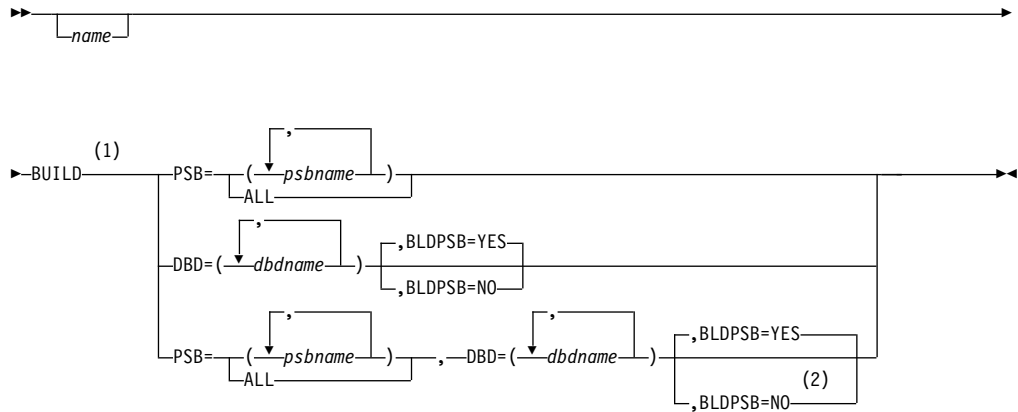 name
,
(1)
BUILD PSB= ( psbname )
ALL
,
,BLDPSB=YES
DBD=( dbdname )
,BLDPSB=NO
, ,
,BLDPSB=YES
PSB= ( psbname ) , DBD=( dbdname )
ALL (2)
,BLDPSB=NO